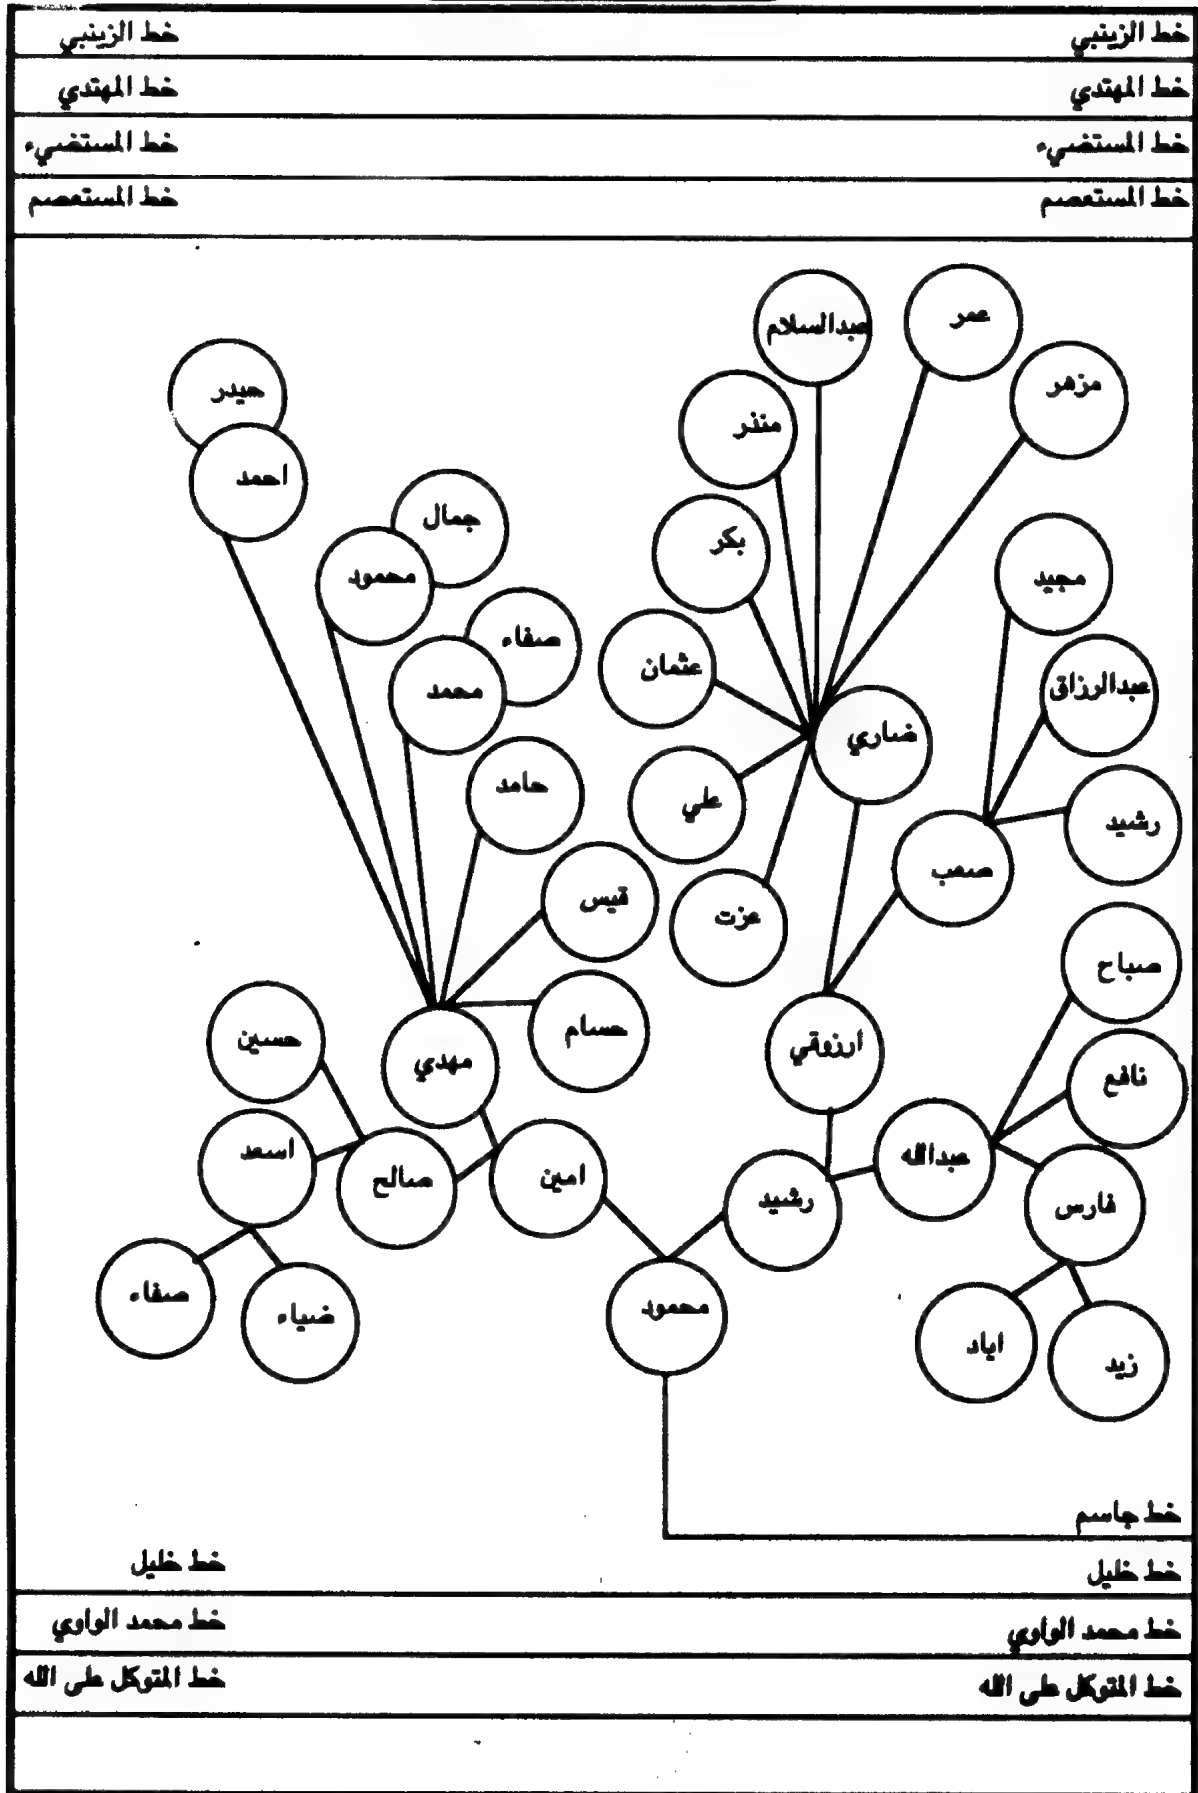 خط الزينبي خط الزينبي
خط المهتدي خط المهتدي
خط المستضيء خط المستضيء
خط المستعصم خط المستعصم
عمر
عبدالسلام
مزهر
حيدر
منذر
احمد
جمال
بكر
محمود
مجيد
صفاء
عثمان
محمد
عبدالرزاق
ضاري
حامد
علي
رشيد
صعب
قيس
عزت
صباح
حسام
حسين
مهدي
ارزوقي
نافع
اسعد
صالح
امين
رشيد
عبدالله
فارس
صفاء
ضياء
محمود
اياد
زيد
خط جاسم
خط خليل خط خليل
خط محمد الواوي خط محمد الواوي
خط المتوكل على الله خط المتوكل على الله